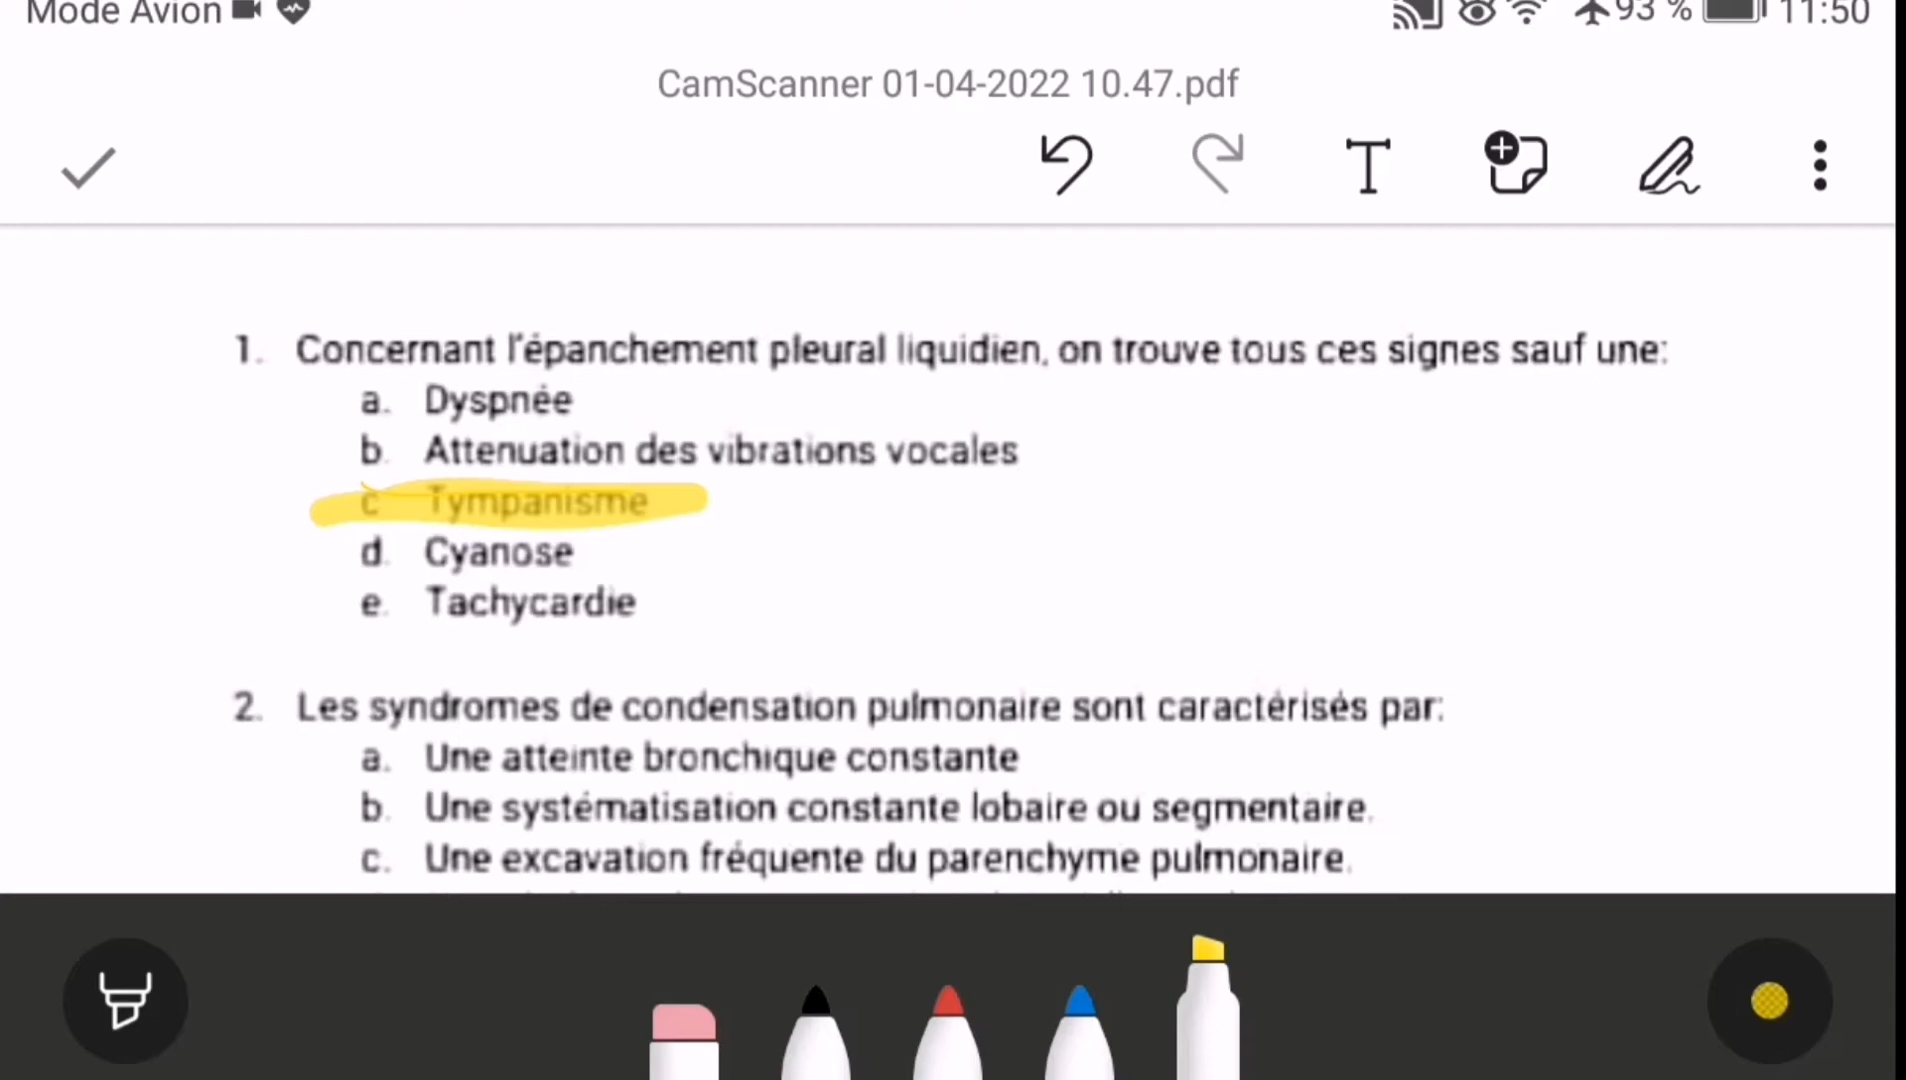 Mode Avion 93 % 11:50
CamScanner 01-04-2022 10.47.pdf
T
1. Concernant l'épanchement pleural liquidien, on trouve tous ces signes sauf une:
a. Dyspnée
b. Attenuation des vibrations vocales
c Tympanisme
d. Cyanose
e. Tachycardie
2. Les syndromes de condensation pulmonaire sont caractérisés par:
a. Une atteinte bronchique constante
b. Une systématisation constante lobaire ou segmentaire.
c. Une excavation fréquente du parenchyme pulmonaire.